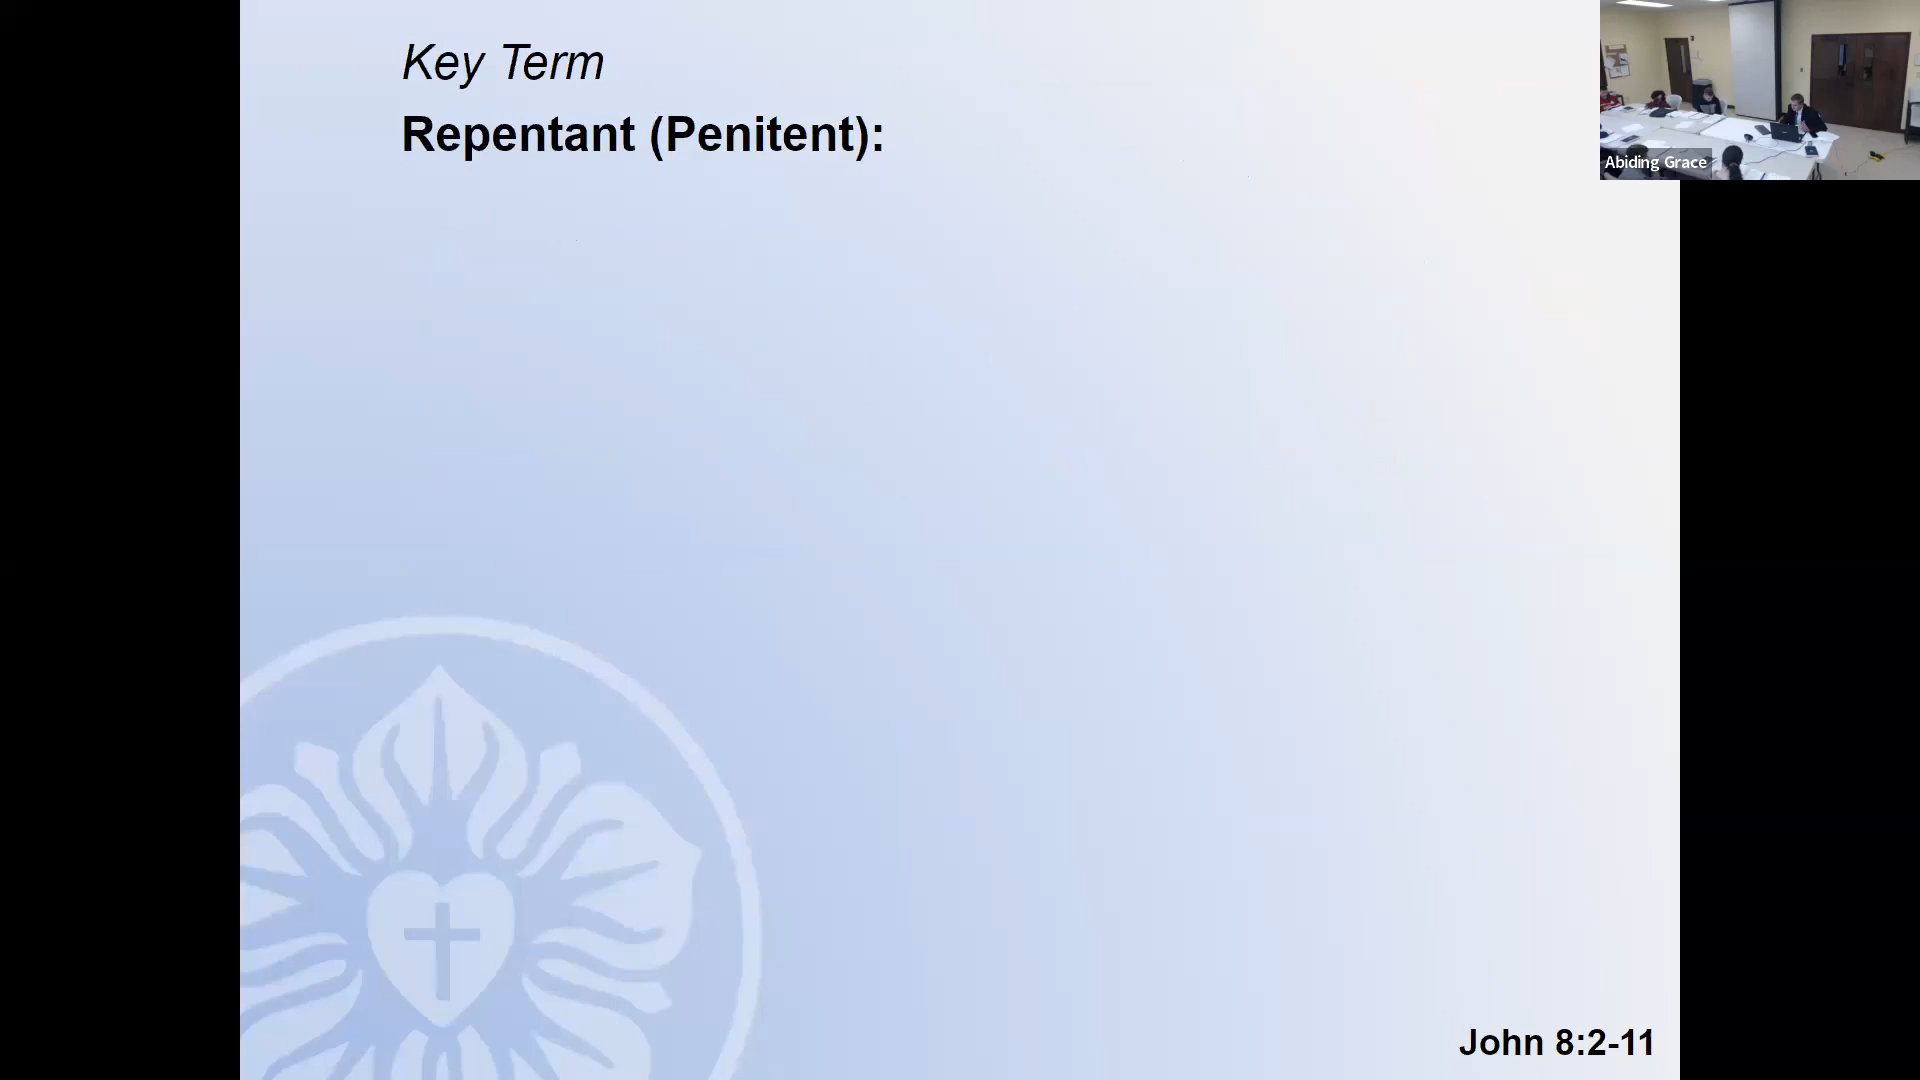 Key Term
Repentant (Penitent):
Abiding Grace
John 8:2-11